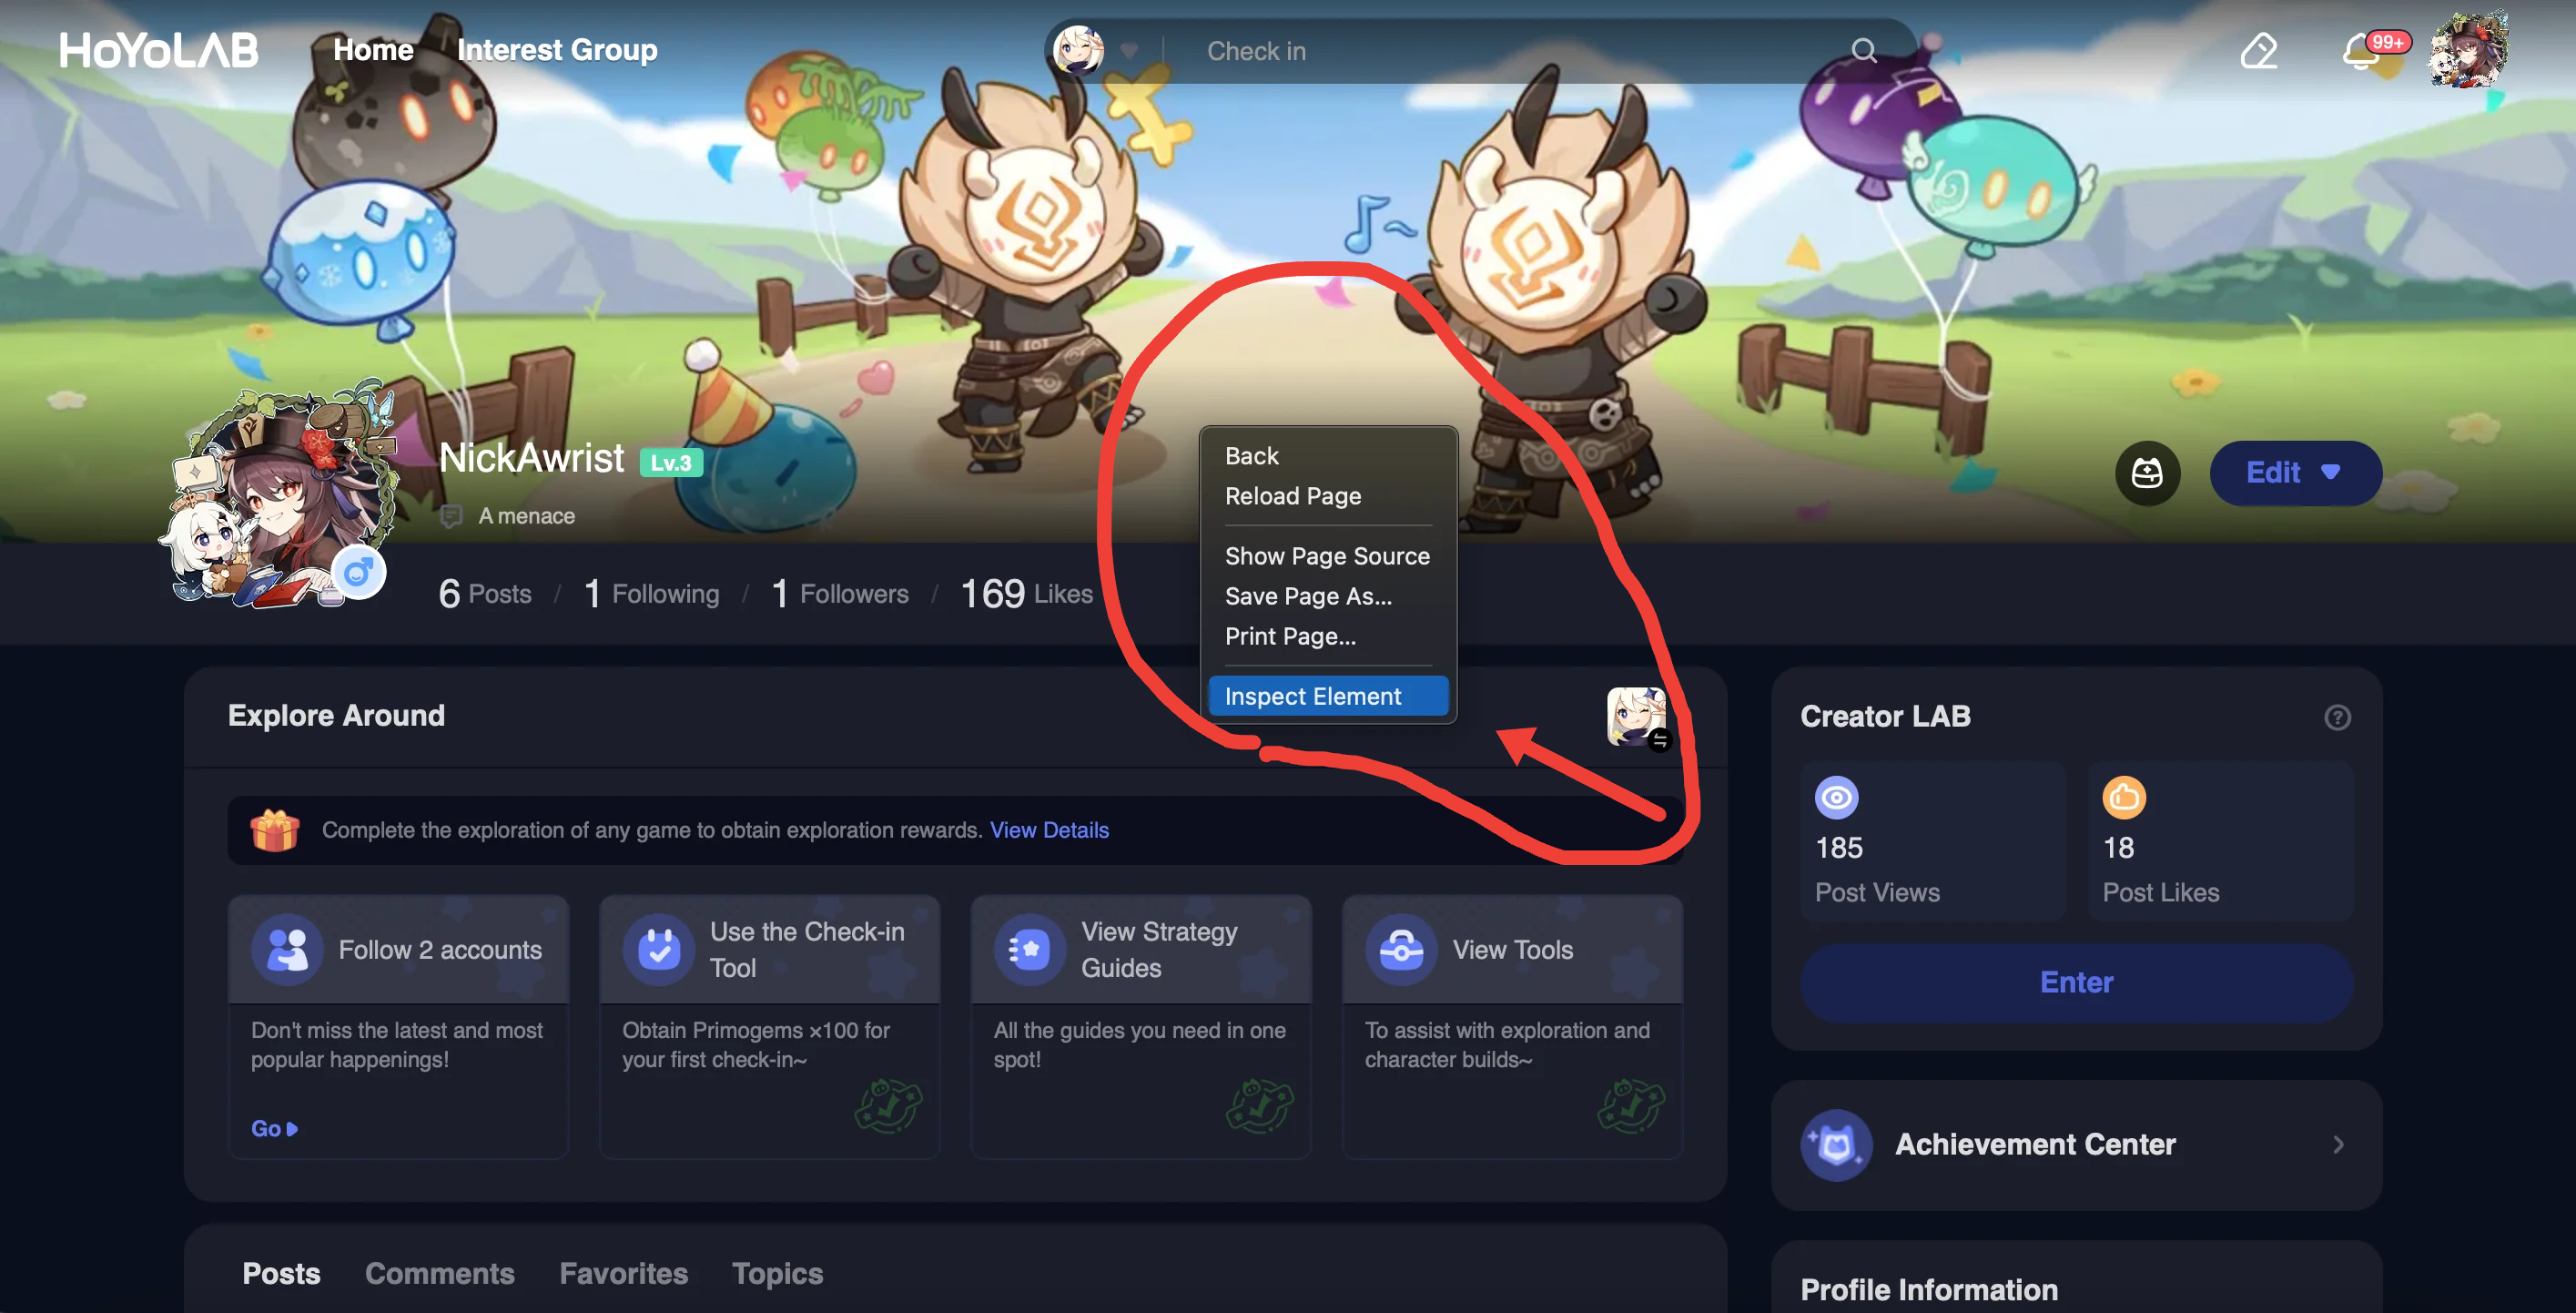 HoYoLAB
Home
Interest Group
Check in
99+
NickAwrist Lv.3
A menace
6 Posts / 1 Following / 1 Followers / 169 Likes
Edit
Back
Reload Page
Show Page Source
Save Page As...
Print Page...
Inspect Element
Explore Around
Complete the exploration of any game to obtain exploration rewards. View Details
Follow 2 accounts
Don't miss the latest and most
popular happenings!
Go
Use the Check-in
Tool
Obtain Primogems ×100 for
your first check-in~
View Strategy
Guides
All the guides you need in one
spot!
View Tools
To assist with exploration and
character builds~
Creator LAB
?
185
Post Views
18
Post Likes
Enter
Achievement Center
Posts
Comments
Favorites
Topics
Profile Information